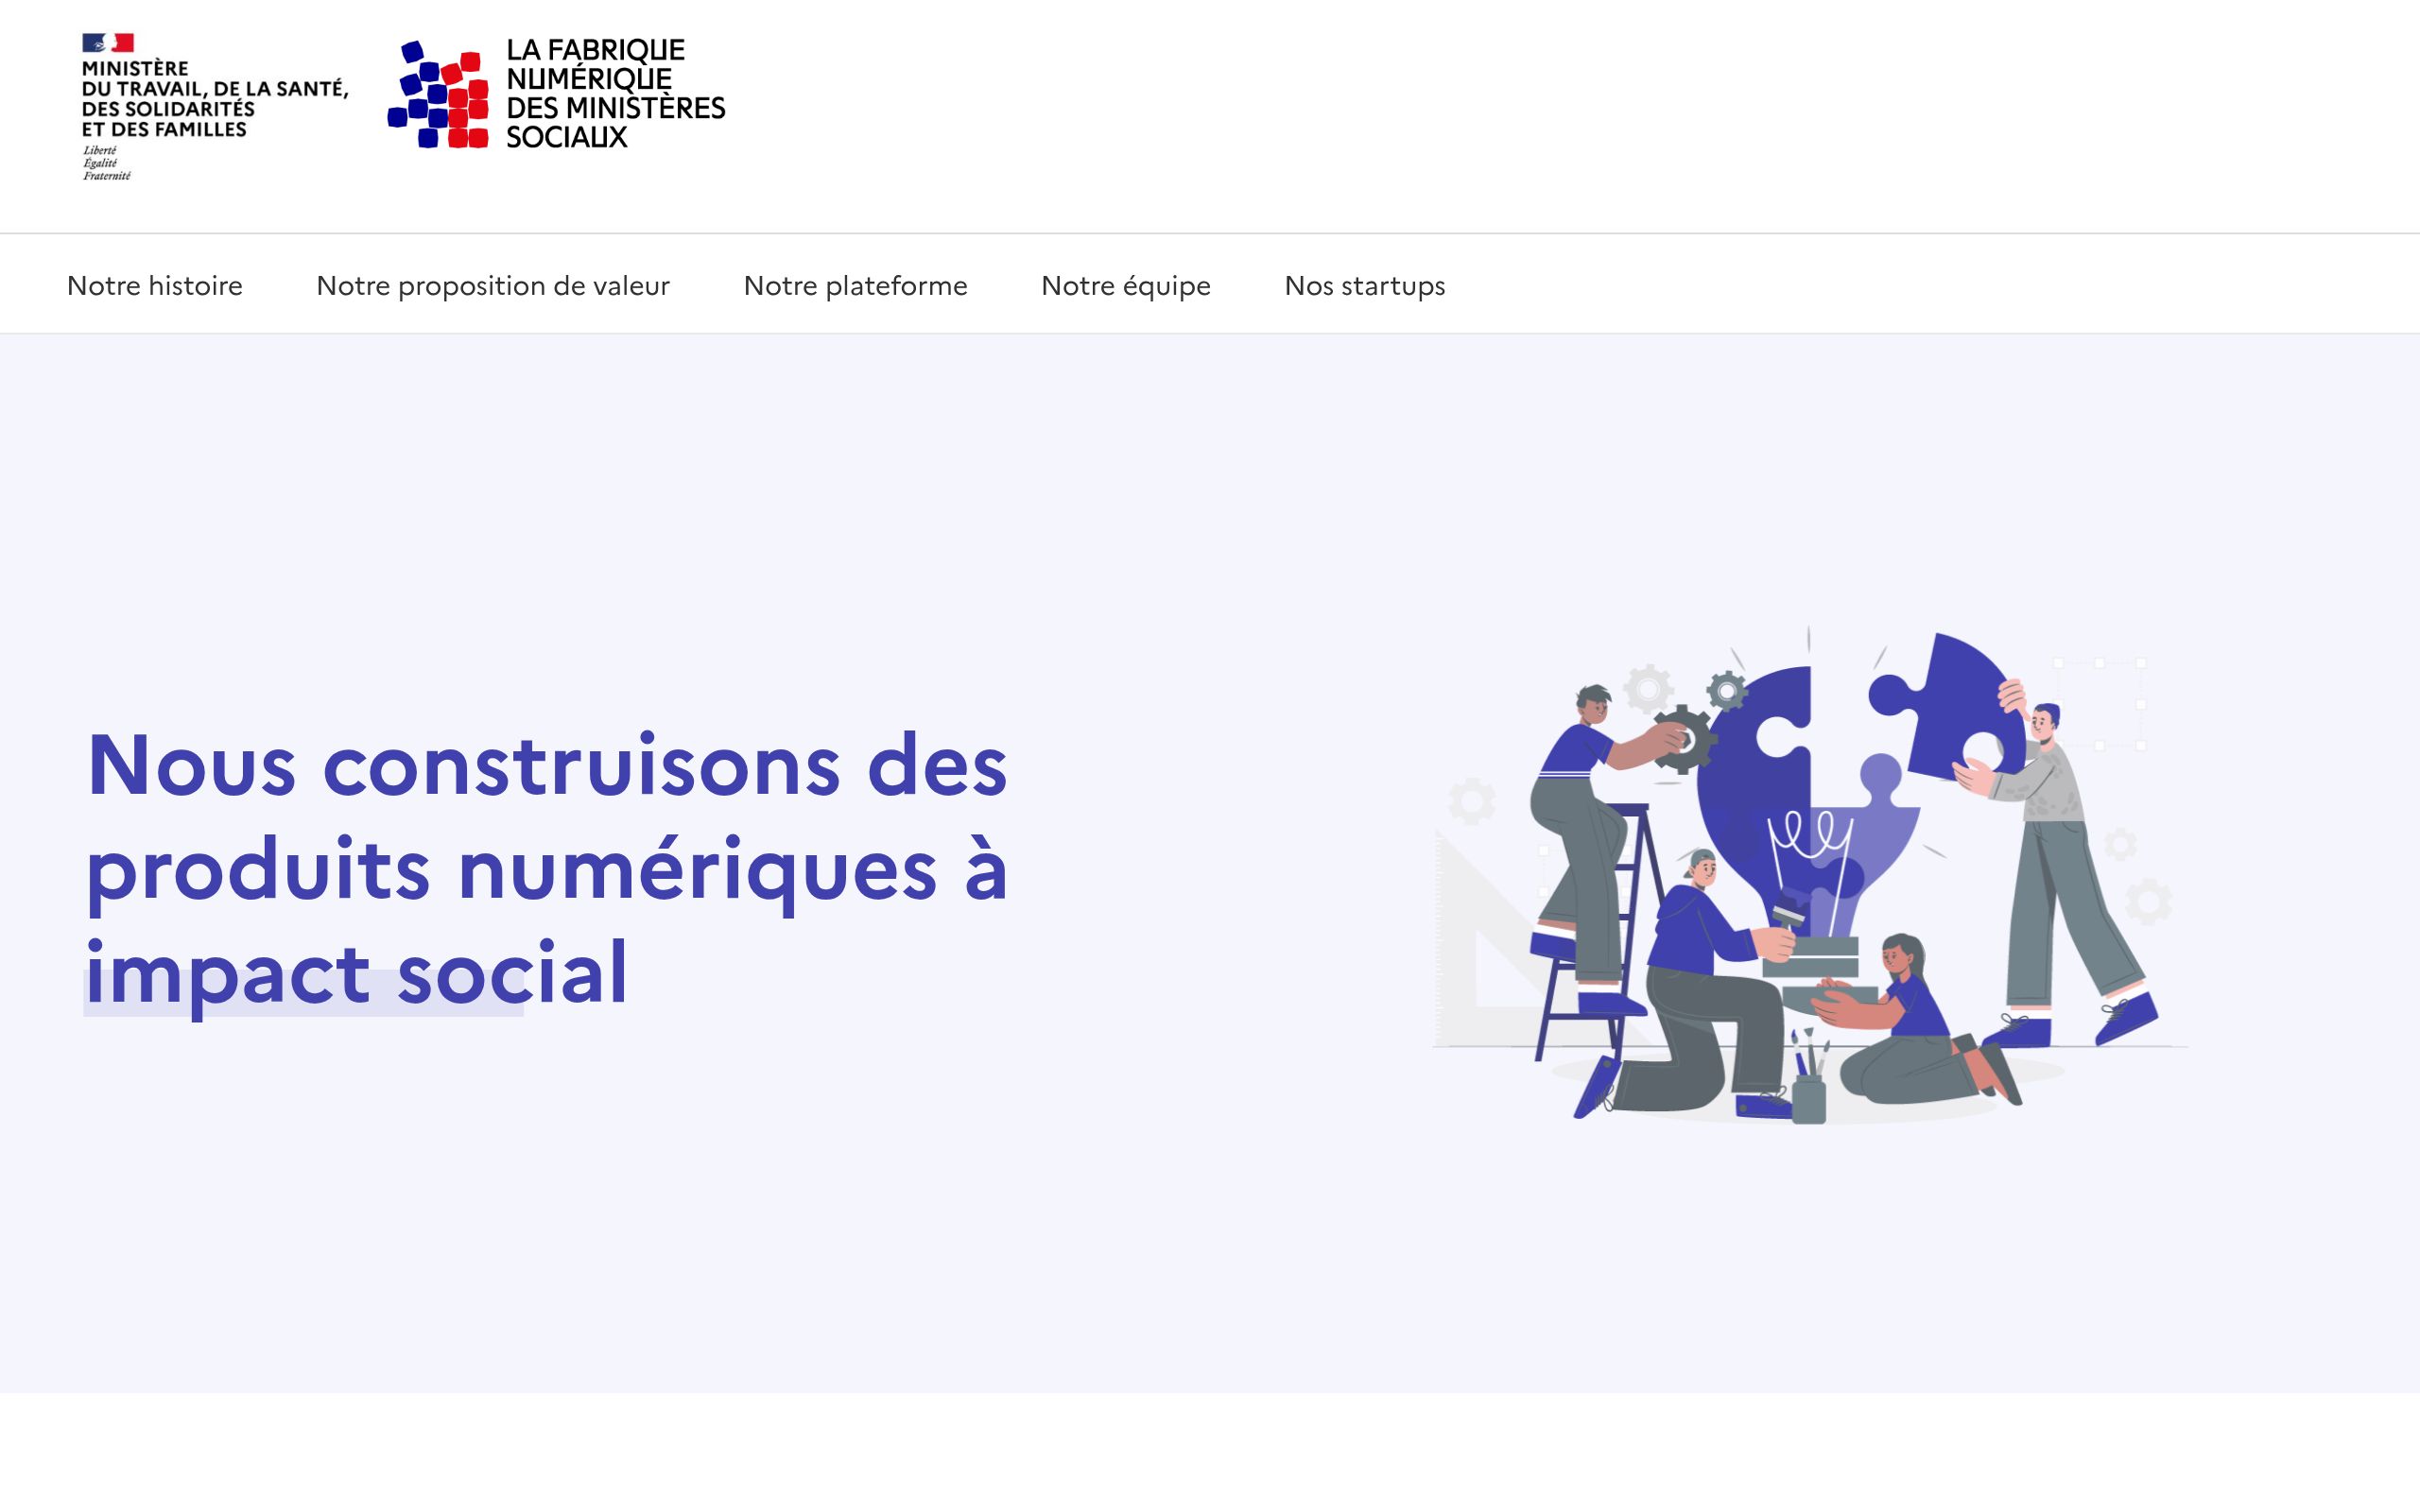 MINISTÈRE
DU TRAVAIL, DE LA SANTÉ,
DES SOLIDARITÉS
ET DES FAMILLES
Liberté
Égalité
Fraternité
LA FABRIQUE
NUMÉRIQUE
DES MINISTÈRES
SOCIAUX
Notre histoire
Notre proposition de valeur
Notre plateforme
Notre équipe
Nos startups
Nous construisons des
produits numériques à
impact social